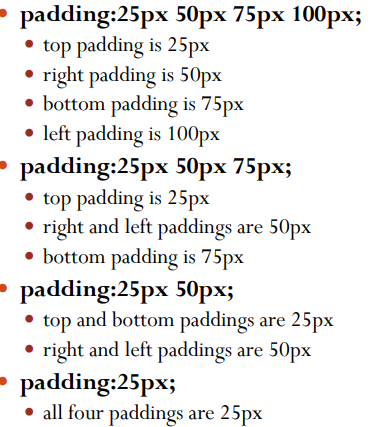 • padding:25px 50px 75px 100px;
• top padding is 25px
• right padding is 50px
• bottom padding is 75px
• left padding is 100px
• padding:25px 50px 75px;
• top padding is 25px
• right and left paddings are 50px
• bottom padding is 75px
• padding:25px 50px;
• top and bottom paddings are 25px
• right and left paddings are 50px
• padding:25px;
• all four paddings are 25px